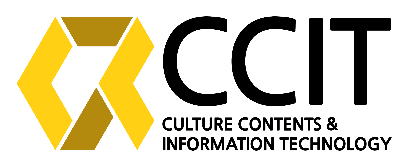 CCIT
CULTURE CONTENTS &
INFORMATION TECHNOLOGY